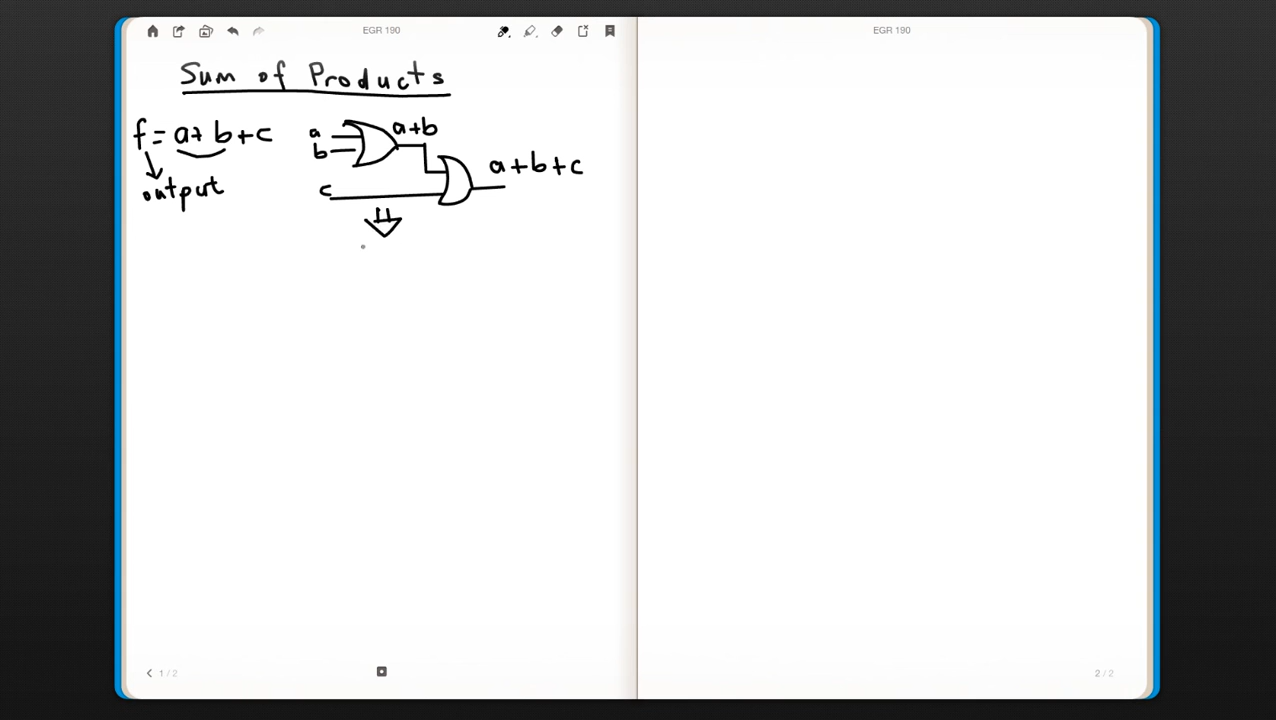 EGR 190
EGR 190
Sum of Products
f = a + b + c
output
a
b
a+b
c
a+b+c
1 / 2
2 / 2